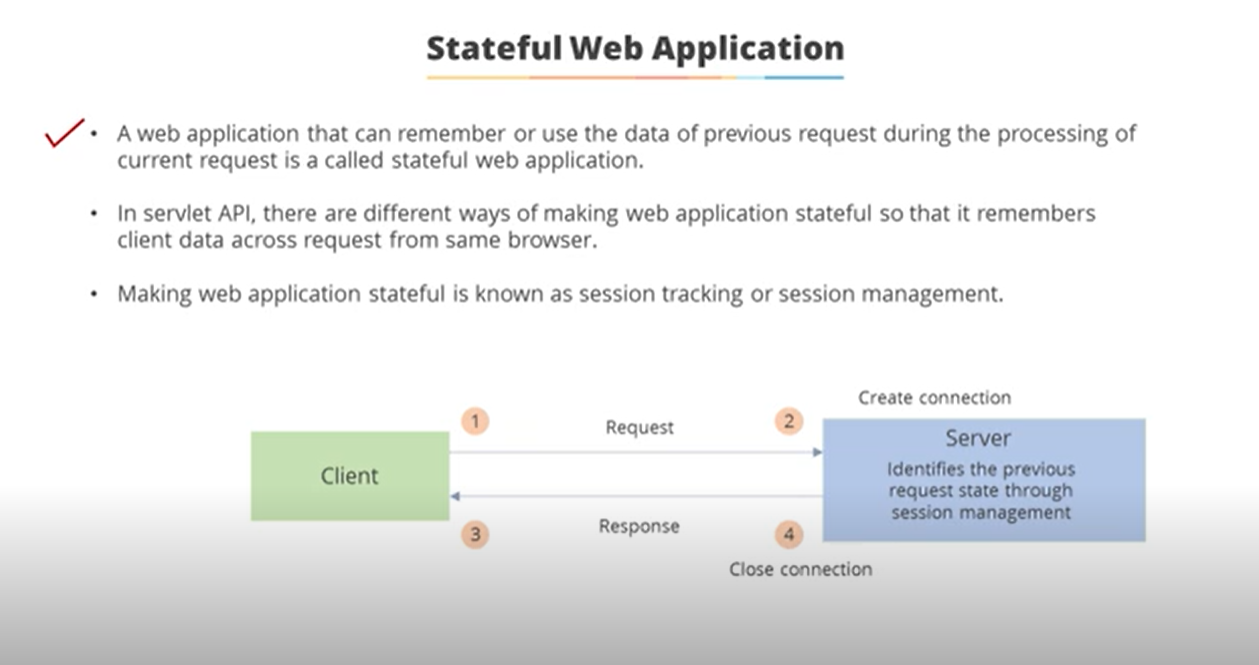 Stateful Web Application
• A web application that can remember or use the data of previous request during the processing of
current request is a called stateful web application.
• In servlet API, there are different ways of making web application stateful so that it remembers
client data across request from same browser.
• Making web application stateful is known as session tracking or session management.
Create connection
1
Request
2
Server
Client
Identifies the previous
request state through
session management
3
Response
4
Close connection